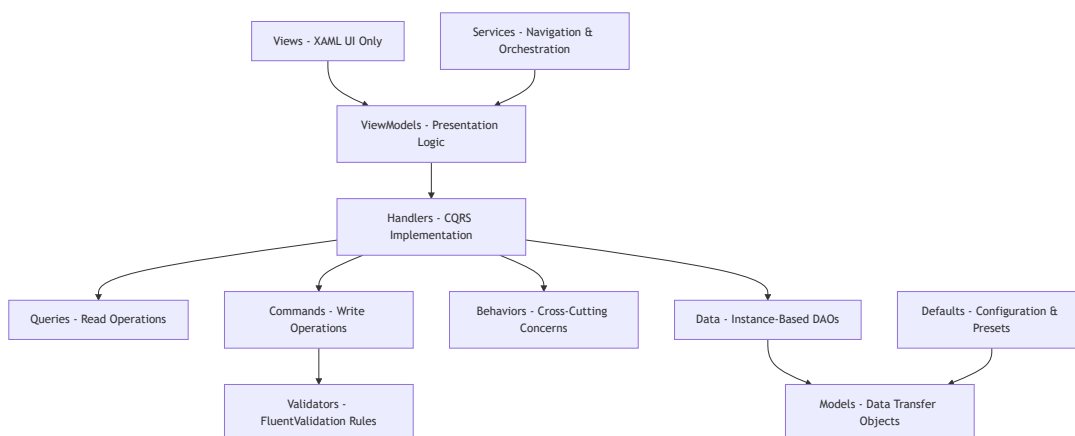 Views - XAML UI Only
Services - Navigation &
Orchestration
ViewModels - Presentation
Logic
Handlers - CQRS
Implementation
Queries - Read Operations
Commands - Write
Operations
Behaviors - Cross-Cutting
Concerns
Data - Instance-Based DAOs
Defaults - Configuration &
Presets
Validators -
FluentValidation Rules
Models - Data Transfer
Objects